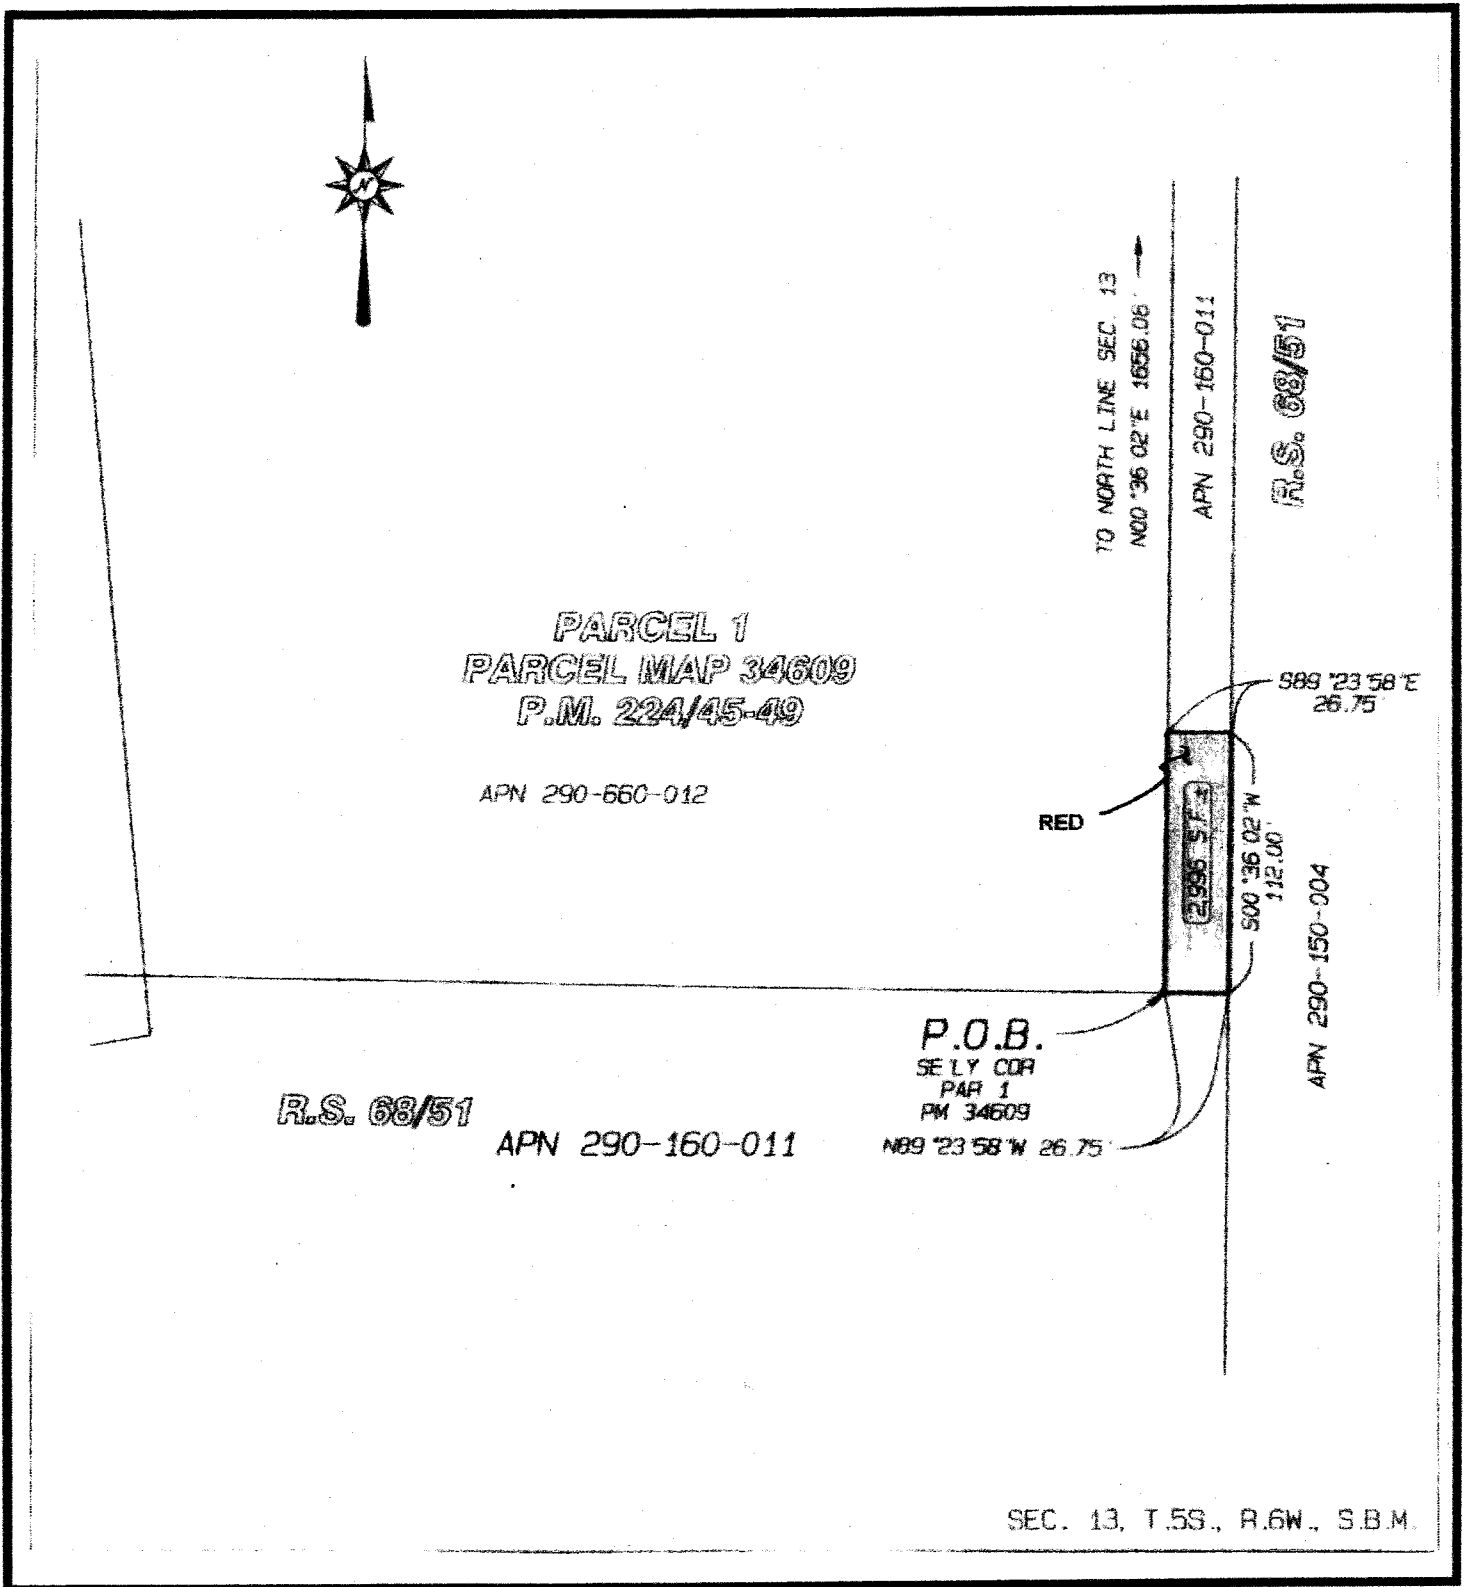 N
TO NORTH LINE SEC. 13
N00°36'02"E 1656.06'
APN 290-160-011
R.S. 68/51
PARCEL 1
PARCEL MAP 34609
P.M. 224/45-49
APN 290-660-012
S89°23'58"E
26.75'
RED
2,996 S.F.±
S00°36'02"W
112.00'
APN 290-150-004
P.O.B.
SE'LY COR
PAR 1
PM 34609
N89°23'58"W 26.75'
R.S. 68/51
APN 290-160-011
SEC. 13, T.5S., R.6W., S.B.M.